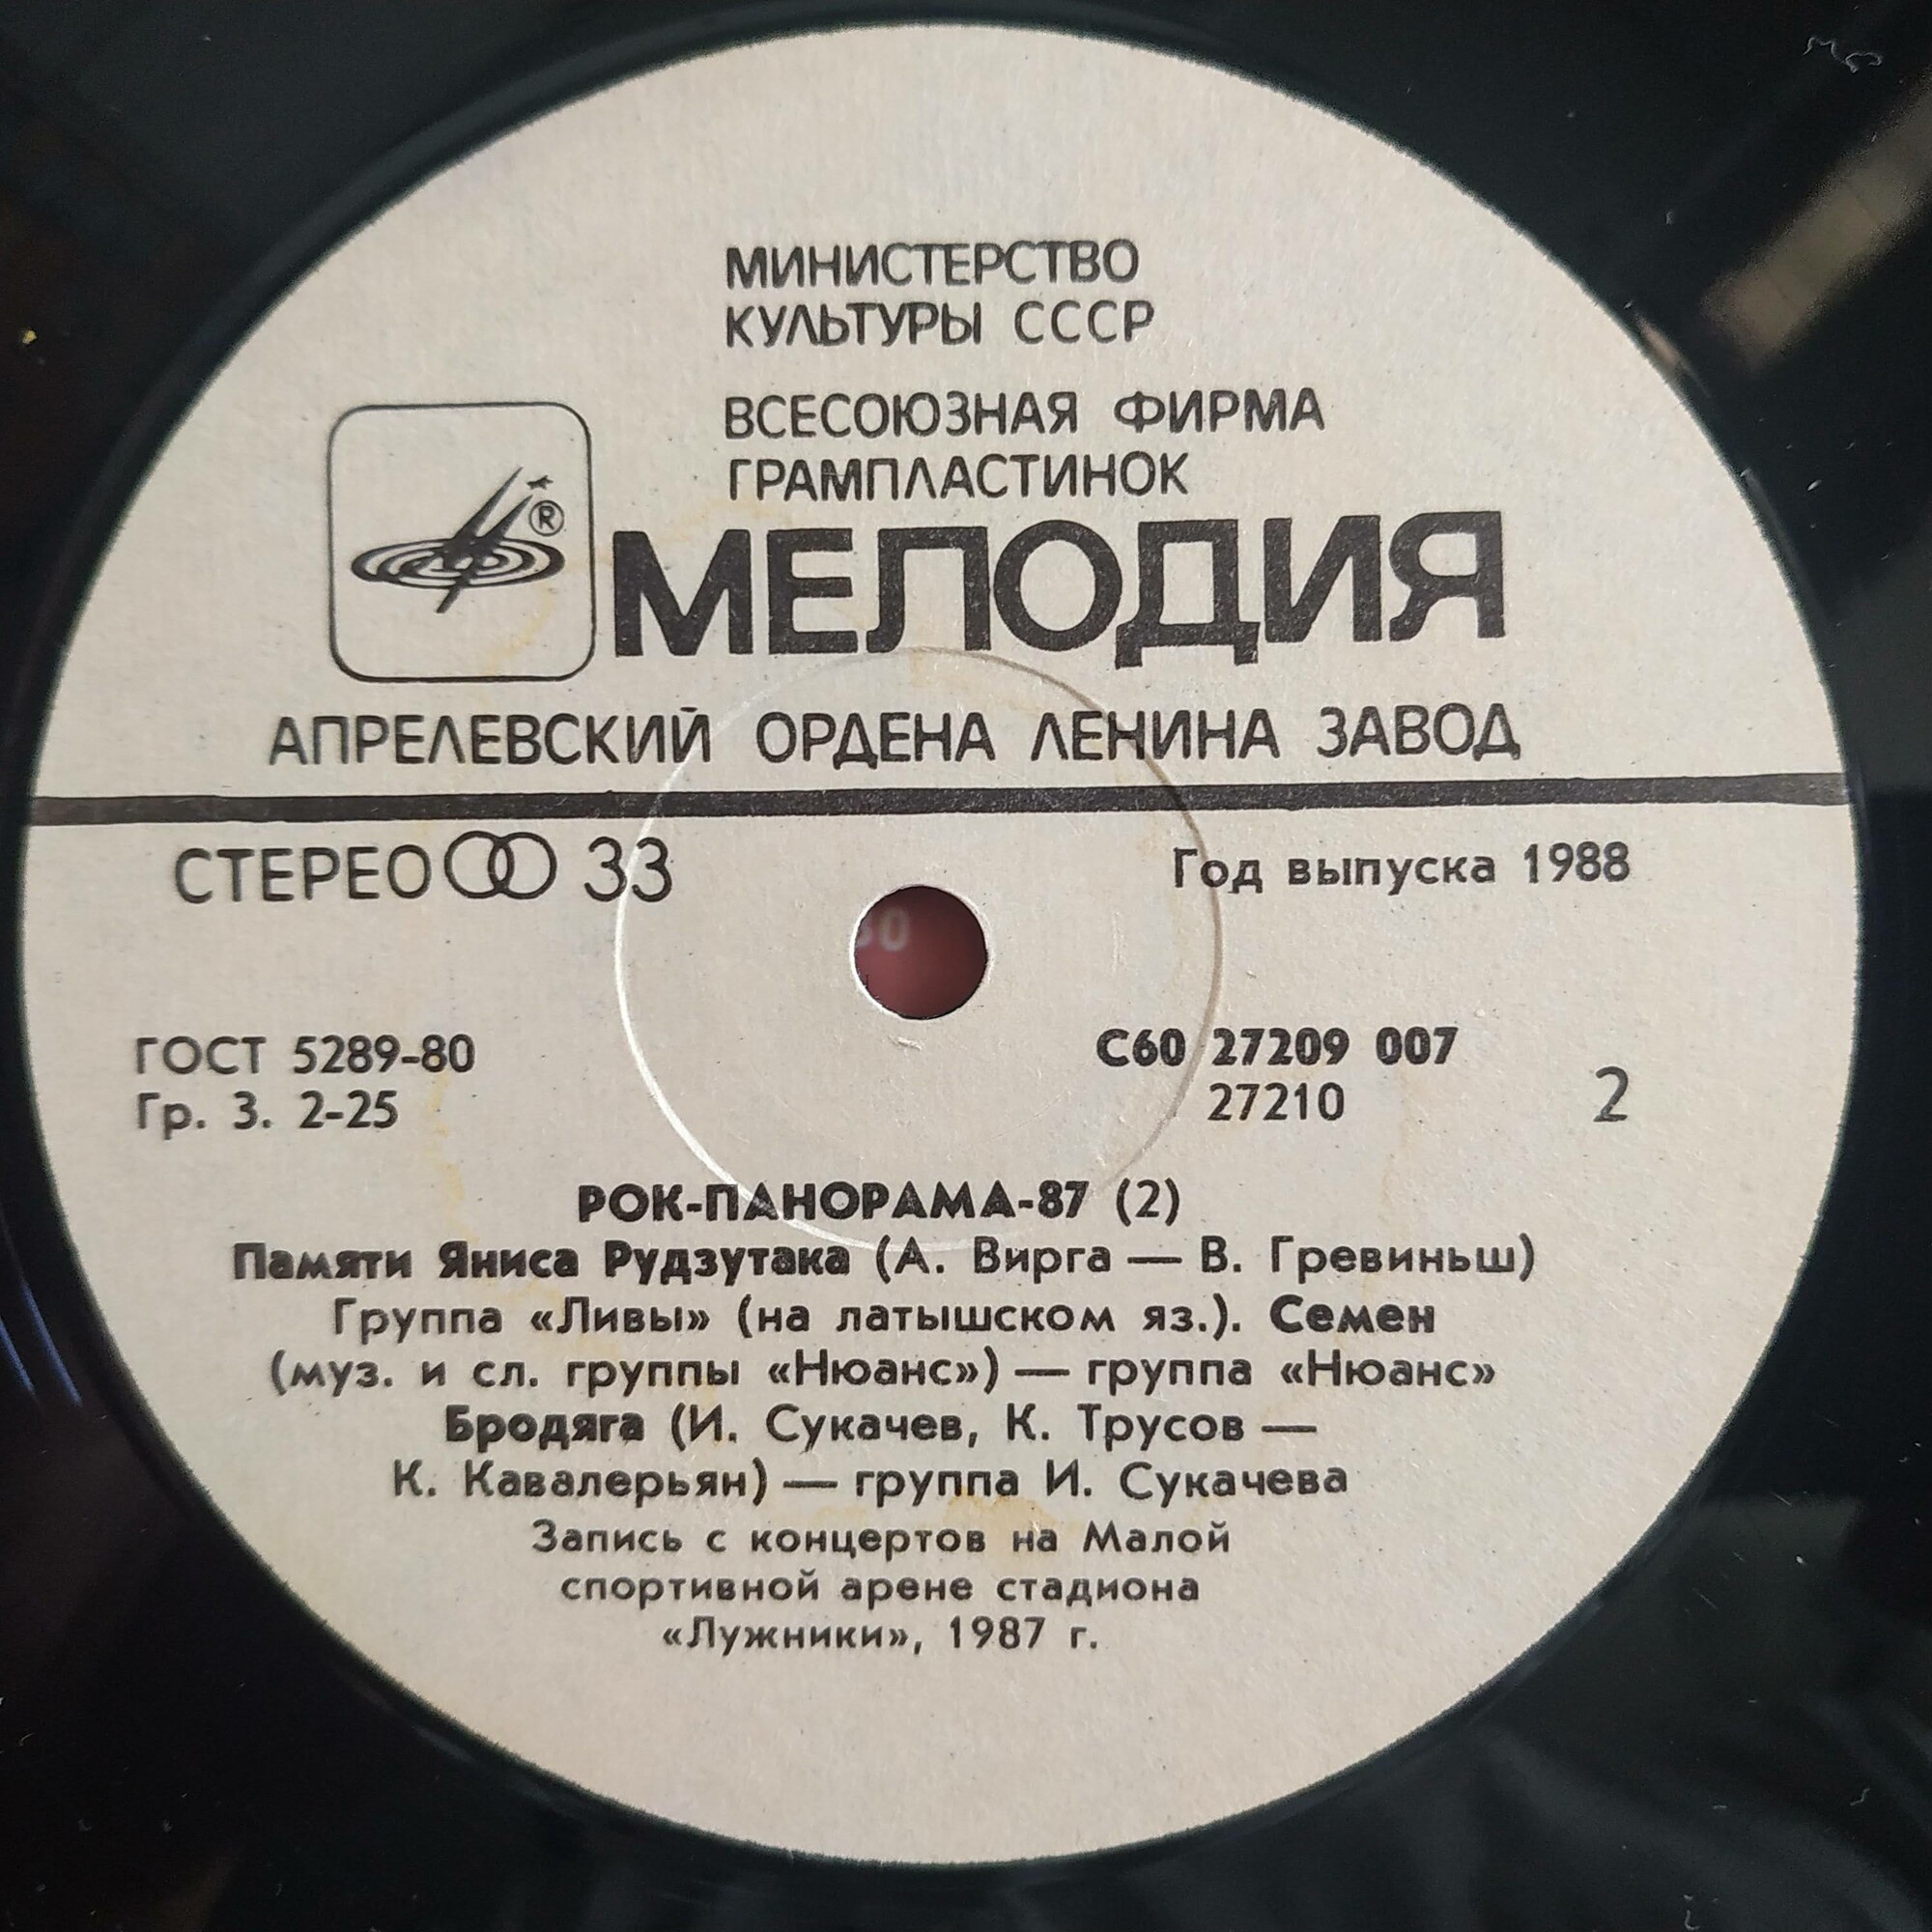 МИНИСТЕРСТВО
КУЛЬТУРЫ СССР
ВСЕСОЮЗНАЯ ФИРМА
ГРАМПЛАСТИНОК
®
МЕЛОДИЯ
АПРЕЛЕВСКИЙ ОРДЕНА ЛЕНИНА ЗАВОД
СТЕРЕО 33
Год выпуска 1988
ГОСТ 5289-80
Гр. 3. 2-25
С60 27209 007
27210
2
РОК-ПАНОРАМА-87 (2)
Памяти Яниса Рудзутака (А. Вирга — В. Гревиньш)
Группа «Ливы» (на латышском яз.). Семен
(муз. и сл. группы «Нюанс») — группа «Нюанс»
Бродяга (И. Сукачев, К. Трусов —
К. Кавалерьян) — группа И. Сукачева
Запись с концертов на Малой
спортивной арене стадиона
«Лужники», 1987 г.